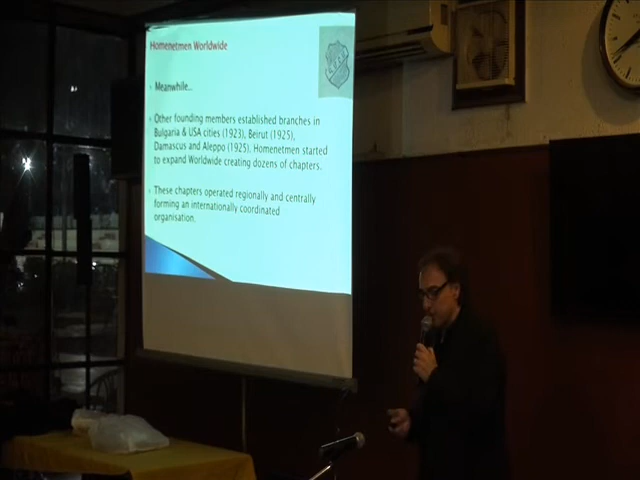 Homenetmen Worldwide
Meanwhile...
Other founding members established branches in
Bulgaria & USA cities (1923), Beirut (1925),
Damascus and Aleppo (1925). Homenetmen started
to expand Worldwide creating dozens of chapters.
These chapters operated regionally and centrally
forming an internationally coordinated
organisation.